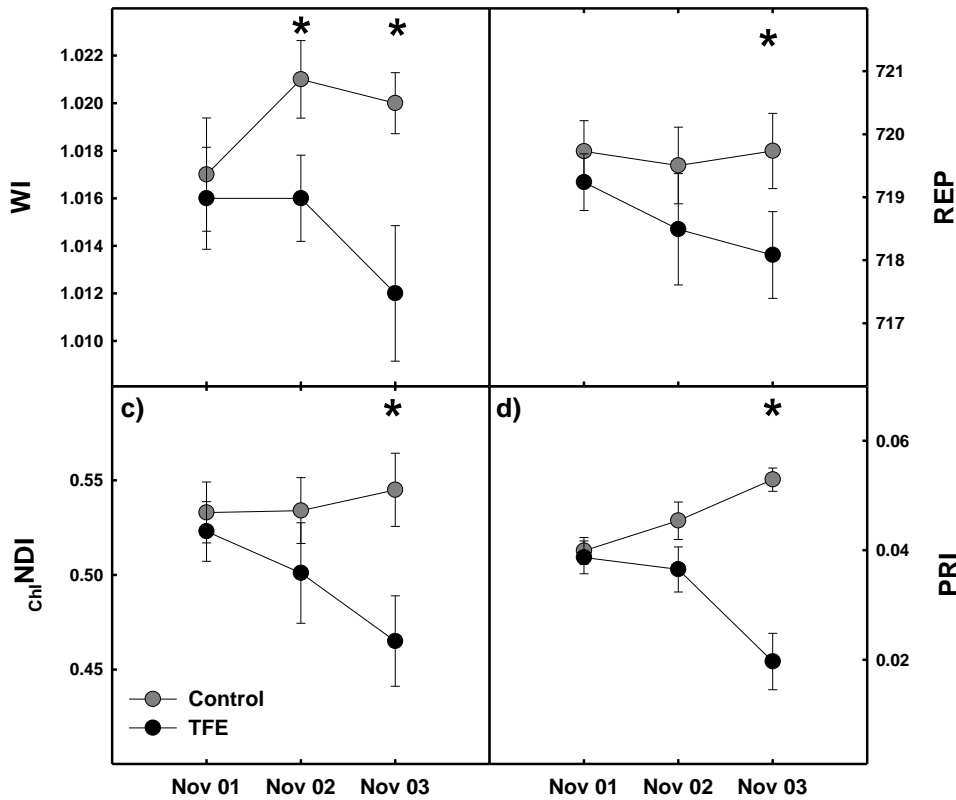 * * *
1.022
1.020
1.018
1.016
1.014
1.012
1.010
WI
721
720
719
718
717
REP
c) * d) *
0.55
0.50
0.45
ChlNDI
0.06
0.04
0.02
PRI
Control
TFE
Nov 01 Nov 02 Nov 03 Nov 01 Nov 02 Nov 03